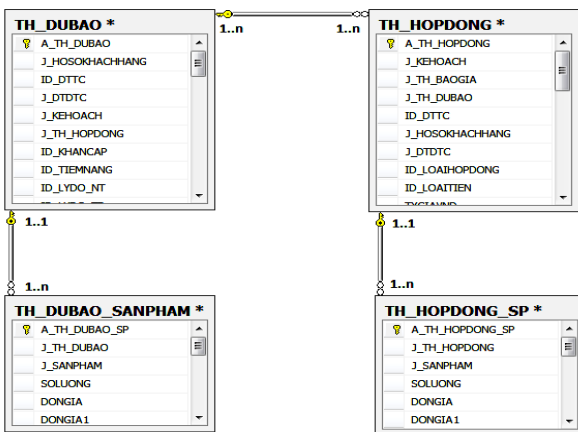 TH_DUBAO *
A_TH_DUBAO
J_HOSOKHACHHANG
ID_DTTC
J_DTDTC
J_KEHOACH
J_TH_HOPDONG
ID_KHANCAP
ID_TIEMNANG
ID_LYDO_NT
1..n
1..n
TH_HOPDONG *
A_TH_HOPDONG
J_KEHOACH
J_TH_BAOGIA
J_TH_DUBAO
ID_DTTC
J_HOSOKHACHHANG
J_DTDTC
ID_LOAIHOPDONG
ID_LOAITIEN
TYGIAVND
1..1
1..n
1..1
1..n
TH_DUBAO_SANPHAM *
A_TH_DUBAO_SP
J_TH_DUBAO
J_SANPHAM
SOLUONG
DONGIA
DONGIA1
TH_HOPDONG_SP *
A_TH_HOPDONG_SP
J_TH_HOPDONG
J_SANPHAM
SOLUONG
DONGIA
DONGIA1